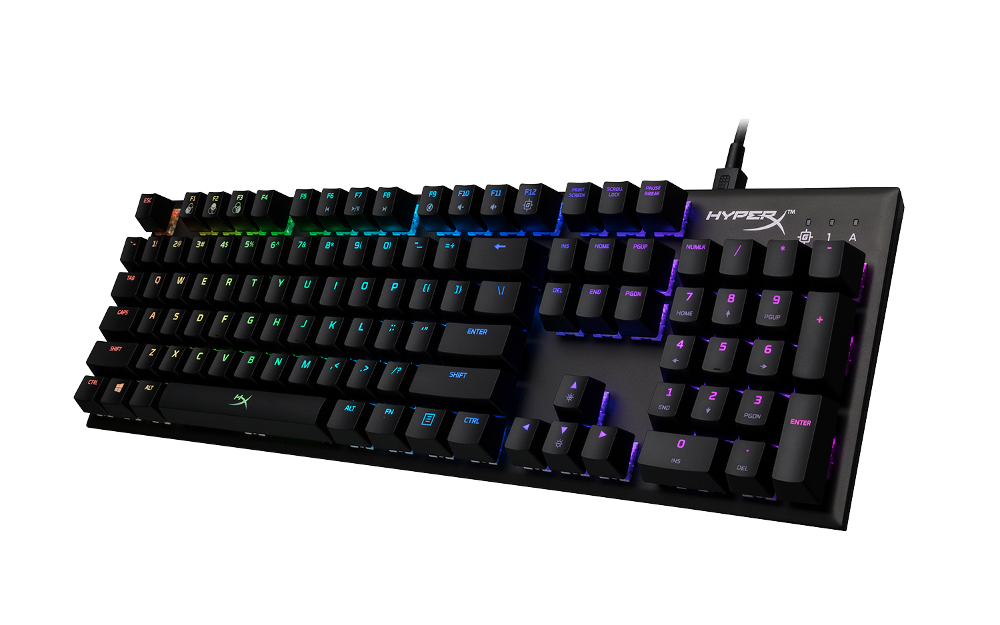 HYPERX™
1 A
ESC F1 F2 F3 F4 F5 F6 F7 F8 F9 F10 F11 F12 PRINT SCREEN SCROLL LOCK PAUSE BREAK
`~ 1! 2@ 3# 4$ 5% 6^ 7& 8* 9( 0) -_ =+ ← INS HOME PGUP NUMLK / * -
TAB Q W E R T Y U I O P [{ ]} \| DEL END PGDN 7 HOME 8 ↑ 9 PGUP +
CAPS A S D F G H J K L ;: '" ENTER 4 ← 5 6 →
SHIFT Z X C V B N M ,< .> /? SHIFT ▲ 1 END 2 ↓ 3 PGDN ENTER
CTRL ALT HX ALT FN CTRL ◀ ▼ ▶ 0 INS . DEL